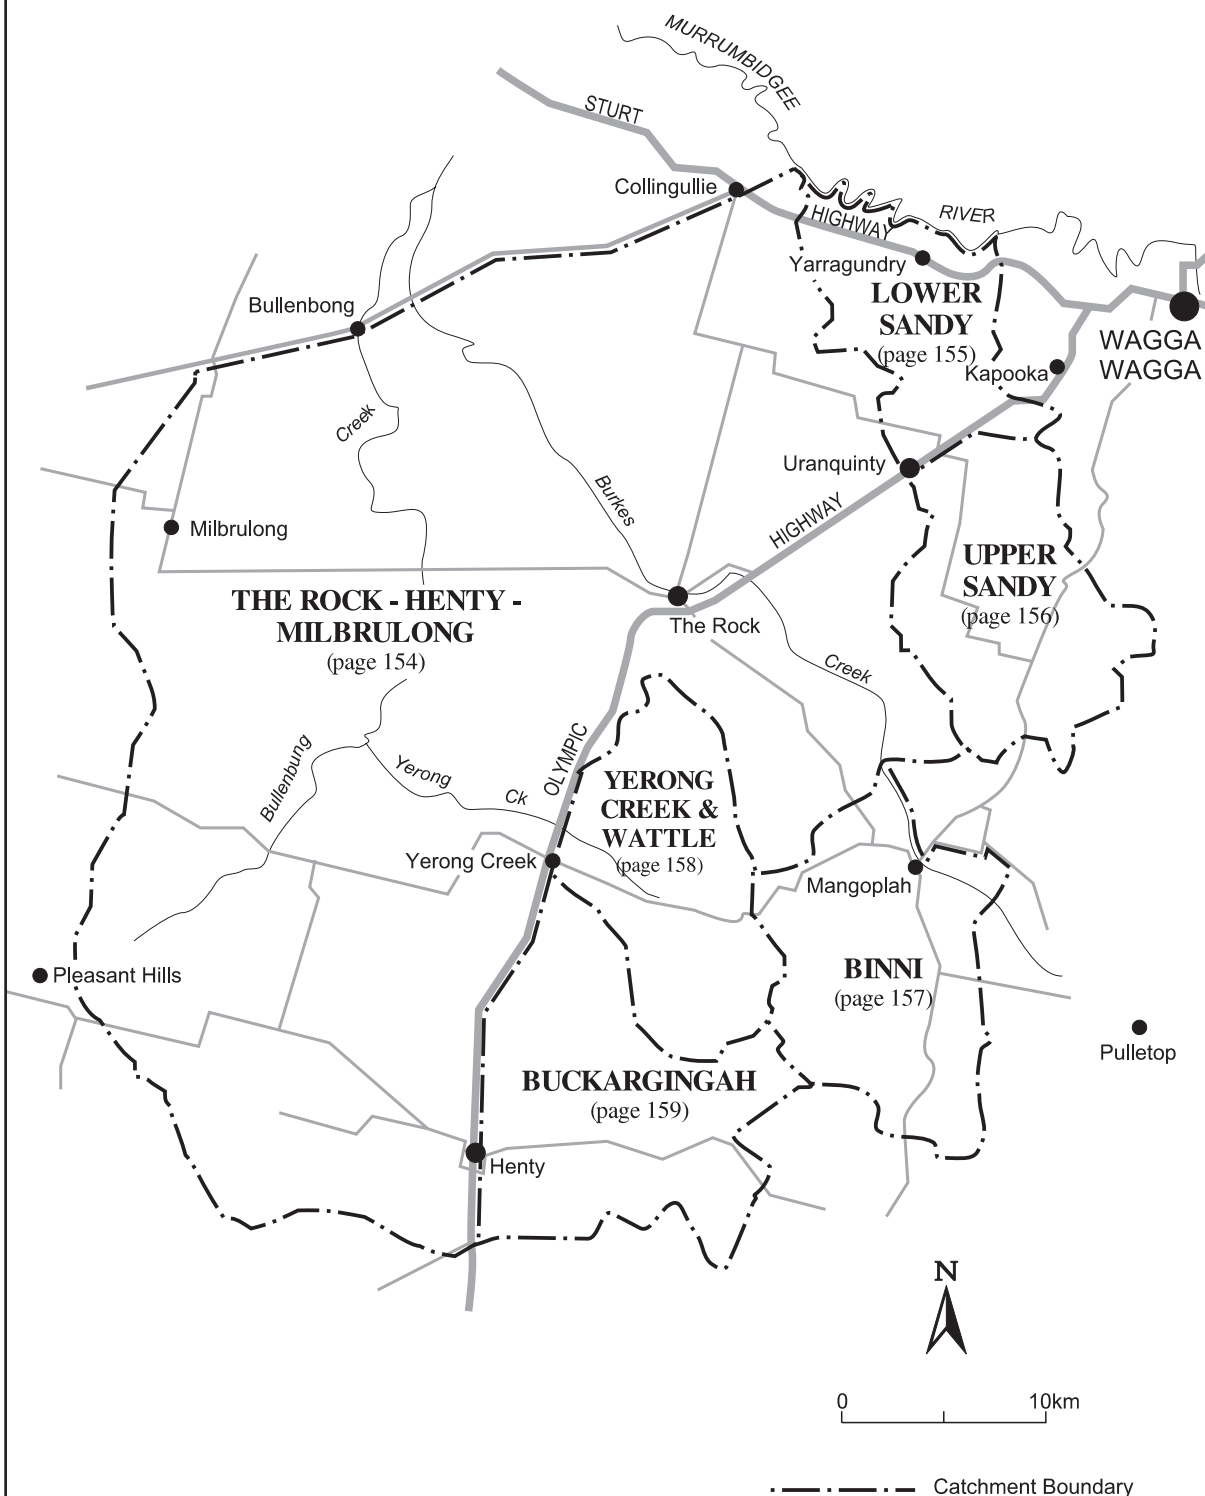 MURRUMBIDGEE
STURT
Collingullie
HIGHWAY
RIVER
Yarragundry
Bullenbong
LOWER
SANDY
(page 155)
WAGGA
WAGGA
Kapooka
Creek
Uranquinty
Burkes
HIGHWAY
Milbrulong
UPPER
SANDY
(page 156)
THE ROCK - HENTY -
MILBRULONG
(page 154)
The Rock
Creek
OLYMPIC
Bullenbung
Yerong
Ck
YERONG
CREEK &
WATTLE
(page 158)
Yerong Creek
Mangoplah
Pleasant Hills
BINNI
(page 157)
Pulletop
BUCKARGINGAH
(page 159)
Henty
N
0
10km
Catchment Boundary